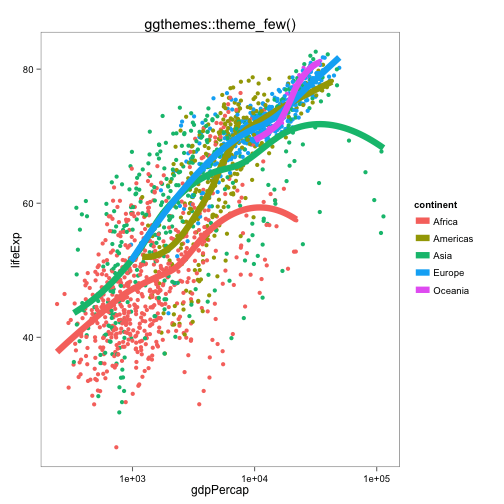 ggthemes::theme_few()
lifeExp
80
60
40
1e+03
1e+04
1e+05
gdpPercap
continent
Africa
Americas
Asia
Europe
Oceania